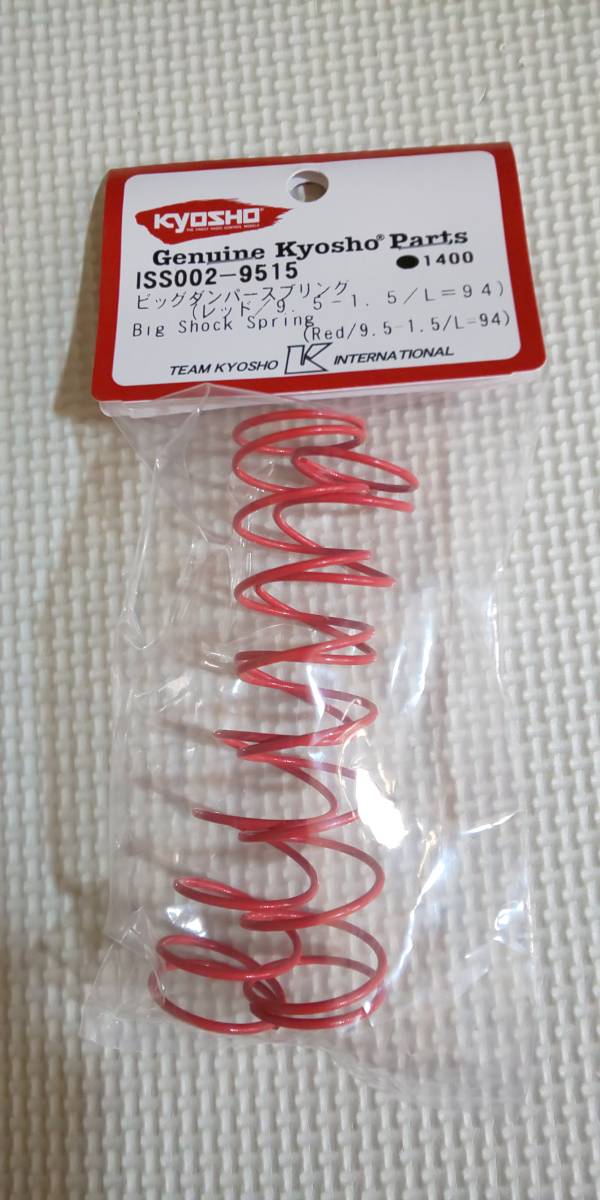 KYOSHO
THE FINEST RADIO CONTROL MODELS
Genuine Kyosho® Parts
ISS002-9515 ●1400
ビッグダンパースプリング
(レッド/9.5-1.5/L=94)
Big Shock Spring
(Red/9.5-1.5/L=94)
TEAM KYOSHO K INTERNATIONAL